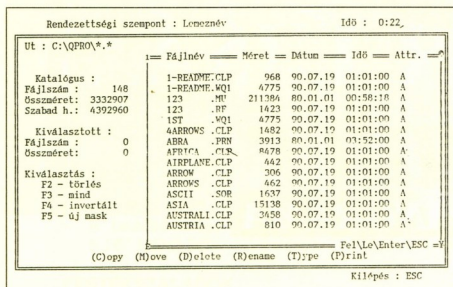 Rendezettségi szempont : Lemeznév Idő : 0:22
Út : C:\QPRO\*.*
Katalógus :
Fájlszám : 148
Összméret: 3332907
Szabad h.: 4392960
Kiválasztott :
Fájlszám : 0
Összméret: 0
Kiválasztás :
F2 - törlés
F3 - mind
F4 - invertált
F5 - új mask
1= Fájlnév Méret Dátum Idő Attr.
1-README.CLP 968 90.07.19 01:01:00 A
1-README.WQ1 4775 90.07.19 01:01:00 A
123 .MU 211384 80.01.01 00:58:18 A
123 .RF 1423 90.07.19 01:01:00 A
1ST .WQ1 4775 90.07.19 01:01:00 A
4ARROWS .CLP 1482 90.07.19 01:01:00 A
ABRA .PRN 3913 80.01.01 03:52:00 A
AFRICA .CLP 8478 90.07.19 01:01:00 A
AIRPLANE.CLP 442 90.07.19 01:01:00 A
ARROW .CLP 306 90.07.19 01:01:00 A
ARROWS .CLP 462 90.07.19 01:01:00 A
ASCII .SOR 1637 90.07.19 01:01:00 A
ASIA .CLP 15138 90.07.19 01:01:00 A
AUSTRALI.CLP 3458 90.07.19 01:01:00 A
AUSTRIA .CLP 810 90.07.19 01:01:00 A
Fel\Le\Enter\ESC
(C)opy (M)ove (D)elete (R)ename (T)ype (P)rint
Kilépés : ESC